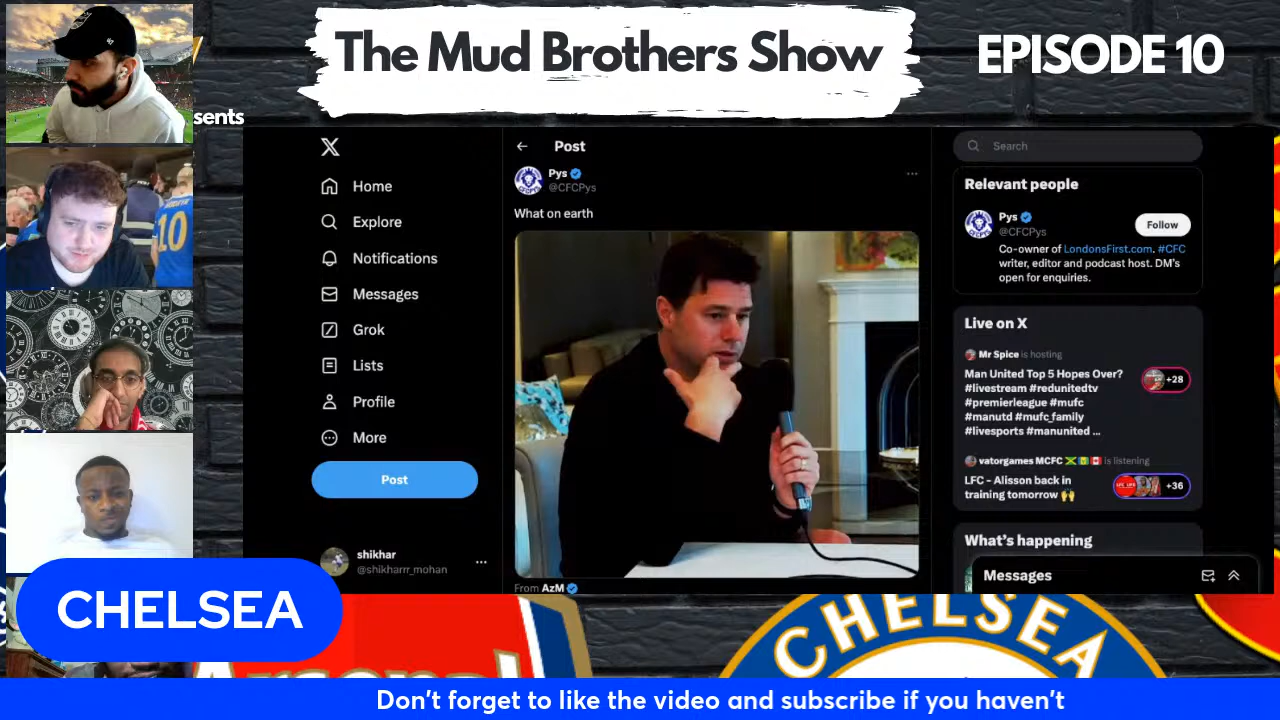 The Mud Brothers Show
EPISODE 10
sents
10
X
Home
Explore
Notifications
Messages
Grok
Lists
Profile
More
Post
shikhar
@shikharrr_mohan
Post
Pys
@CFCPys
What on earth
From AzM
Search
Relevant people
Pys
@CFCPys
Follow
Co-owner of LondonsFirst.com. #CFC
writer, editor and podcast host. DM's
open for enquiries.
Live on X
Mr Spice is hosting
Man United Top 5 Hopes Over?
#livestream #redunitedtv
#premierleague #mufc
#manutd #mufc_family
#livesports #manunited ...
+28
vatorgames MCFC is listening
LFC - Alisson back in
training tomorrow 🙌
+36
What's happening
Messages
CHELSEA
Arsenal
CHELSEA
Don't forget to like the video and subscribe if you haven't